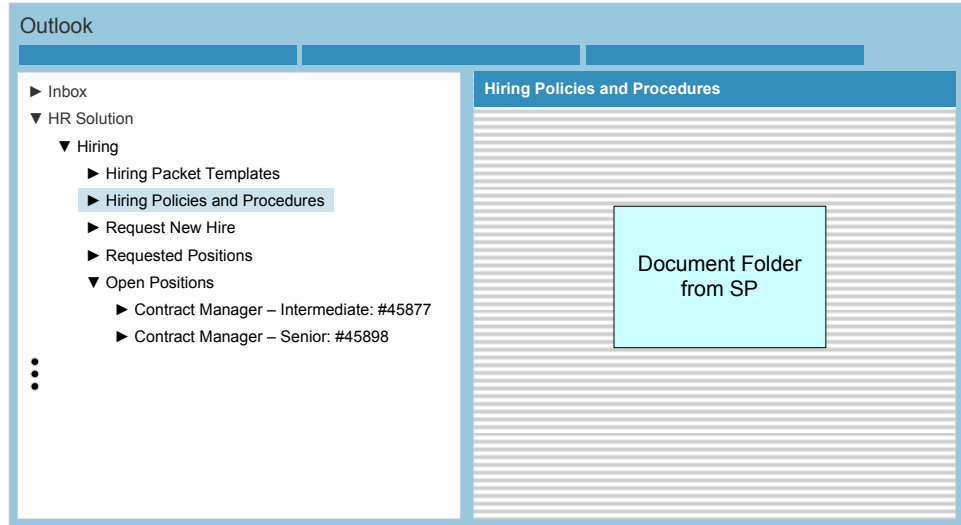 Outlook
► Inbox
▼ HR Solution
▼ Hiring
► Hiring Packet Templates
► Hiring Policies and Procedures
► Request New Hire
► Requested Positions
▼ Open Positions
► Contract Manager – Intermediate: #45877
► Contract Manager – Senior: #45898
Hiring Policies and Procedures
Document Folder
from SP